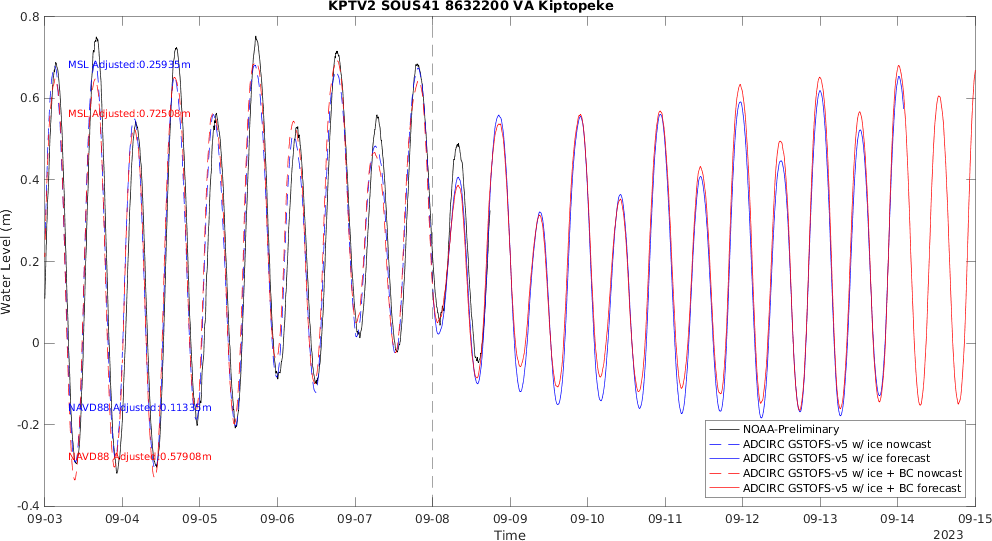 KPTV2 SOUS41 8632200 VA Kiptopeke
0.8
0.6
0.4
0.2
0
-0.2
-0.4
Water Level (m)
MSL Adjusted:0.25935m
MSL Adjusted:0.72508m
NAVD88 Adjusted:0.11335m
NAVD88 Adjusted:0.57908m
NOAA-Preliminary
ADCIRC GSTOFS-v5 w/ ice nowcast
ADCIRC GSTOFS-v5 w/ ice forecast
ADCIRC GSTOFS-v5 w/ ice + BC nowcast
ADCIRC GSTOFS-v5 w/ ice + BC forecast
09-03 09-04 09-05 09-06 09-07 09-08 09-09 09-10 09-11 09-12 09-13 09-14 09-15
Time
2023